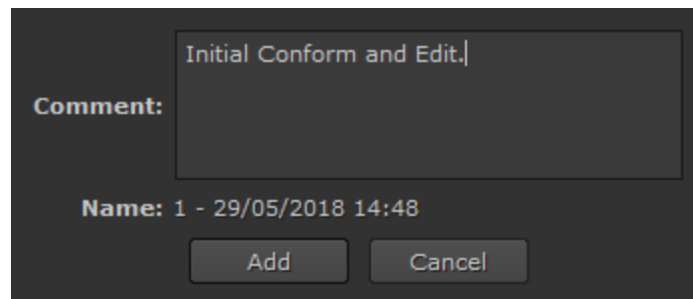 Initial Conform and Edit.
Comment:
Name: 1 - 29/05/2018 14:48
Add Cancel